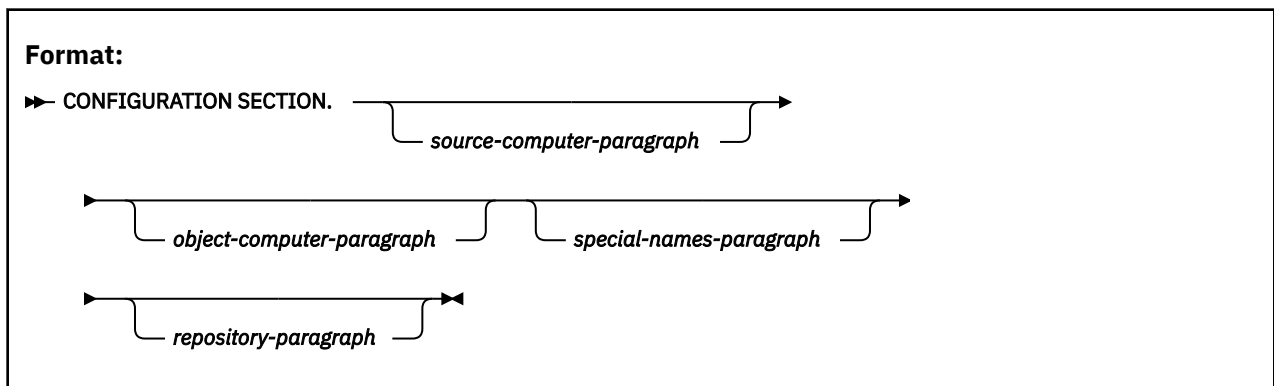 Format:
CONFIGURATION SECTION.
source-computer-paragraph
object-computer-paragraph special-names-paragraph
repository-paragraph